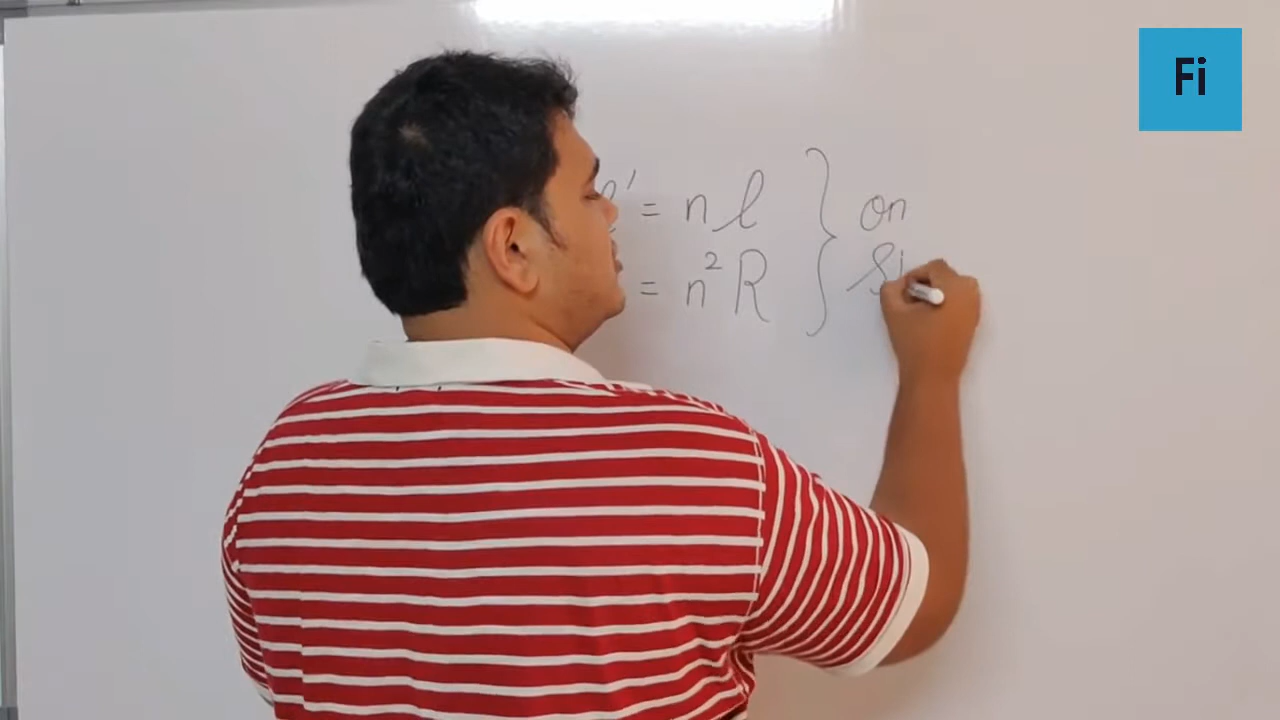 l' = nl } on
= n²R
Fi